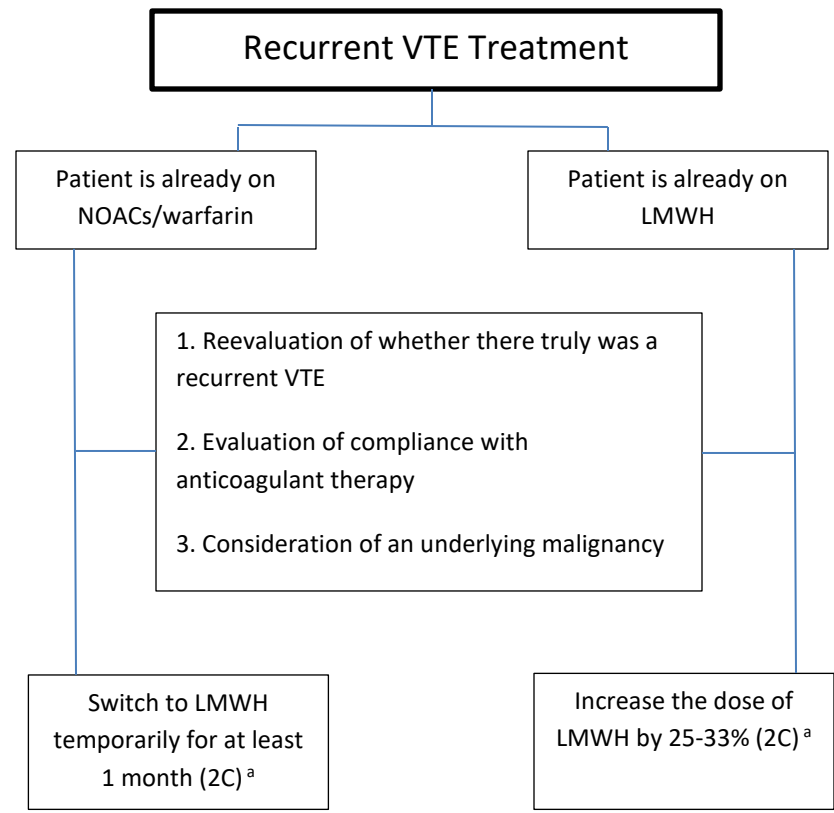 Recurrent VTE Treatment
Patient is already on
NOACs/warfarin
Patient is already on
LMWH
1. Reevaluation of whether there truly was a
recurrent VTE
2. Evaluation of compliance with
anticoagulant therapy
3. Consideration of an underlying malignancy
Switch to LMWH
temporarily for at least
1 month (2C) a
Increase the dose of
LMWH by 25-33% (2C) a